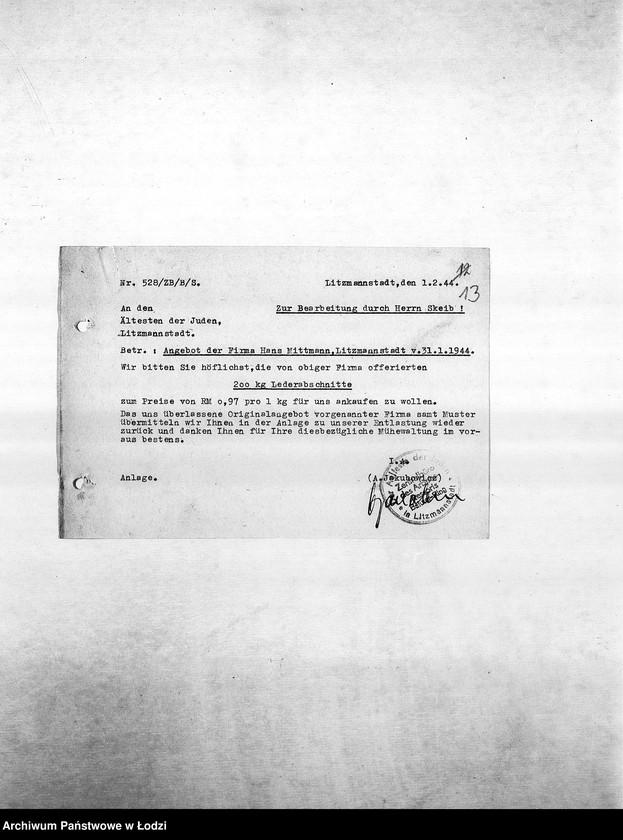 12
13
Nr. 528/ZB/B/S. Litzmannstadt,den 1.2.44.
An den Zur Bearbeitung durch Herrn Skeib !
Ältesten der Juden,
Litzmannstadt.
Betr. : Angebot der Firma Hans Mittmann,Litzmannstadt v.31.1.1944.
Wir bitten Sie höflichst,die von obiger Firma offerierten
200 kg Lederabschnitte
zum Preise von RM 0,97 pro 1 kg für uns ankaufen zu wollen.
Das uns überlassene Originalangebot vorgenannter Firma samt Muster
übermitteln wir Ihnen in der Anlage zu unserer Entlastung wieder
zurück und danken Ihnen für Ihre diesbezügliche Mühewaltung im vor-
aus bestens.
Anlage. (A.Jakubowicz)
in Litzmannstadt
Archiwum Państwowe w Łodzi